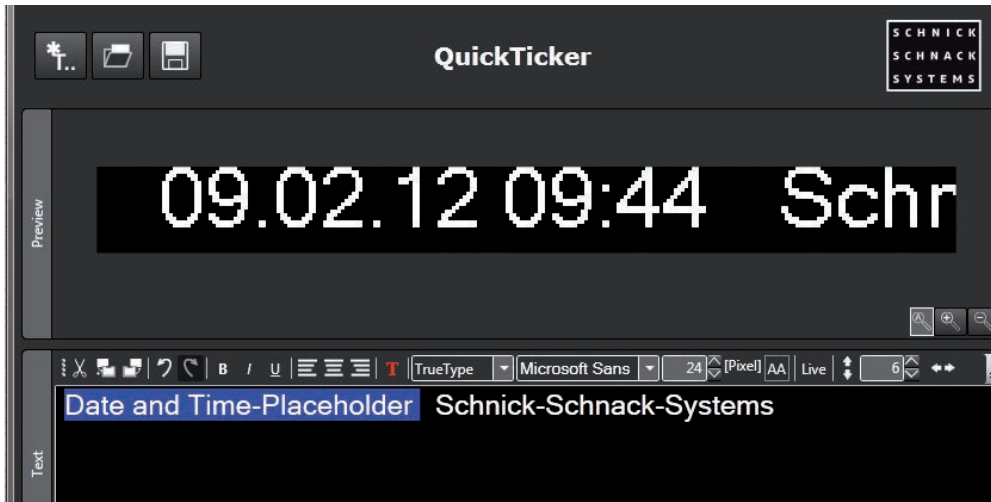 *T..
QuickTicker
SCHNICK
SCHNACK
SYSTEMS
Preview
09.02.12 09:44 Schr
B I U T TrueType Microsoft Sans 24 [Pixel] AA Live 6
Text
Date and Time-Placeholder Schnick-Schnack-Systems